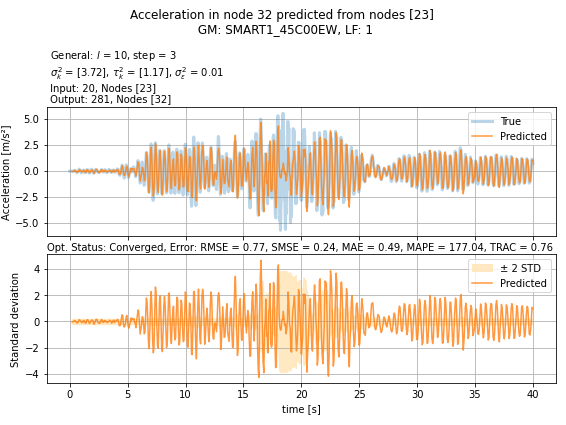 Acceleration in node 32 predicted from nodes [23]
GM: SMART1_45C00EW, LF: 1
General: l = 10, step = 3
σ²ₖ = [3.72], τ²ₖ = [1.17], σ²ε = 0.01
Input: 20, Nodes [23]
Output: 281, Nodes [32]
Acceleration [m/s²]
5.0
2.5
0.0
−2.5
−5.0
True
Predicted
Opt. Status: Converged, Error: RMSE = 0.77, SMSE = 0.24, MAE = 0.49, MAPE = 177.04, TRAC = 0.76
Standard deviation
4
2
0
−2
−4
± 2 STD
Predicted
0 5 10 15 20 25 30 35 40
time [s]